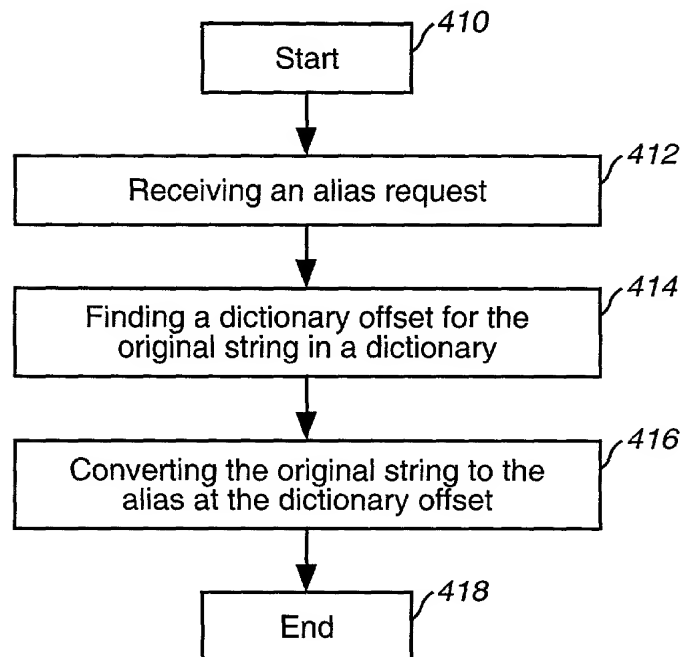 410
Start
412
Receiving an alias request
414
Finding a dictionary offset for the
original string in a dictionary
416
Converting the original string to the
alias at the dictionary offset
418
End